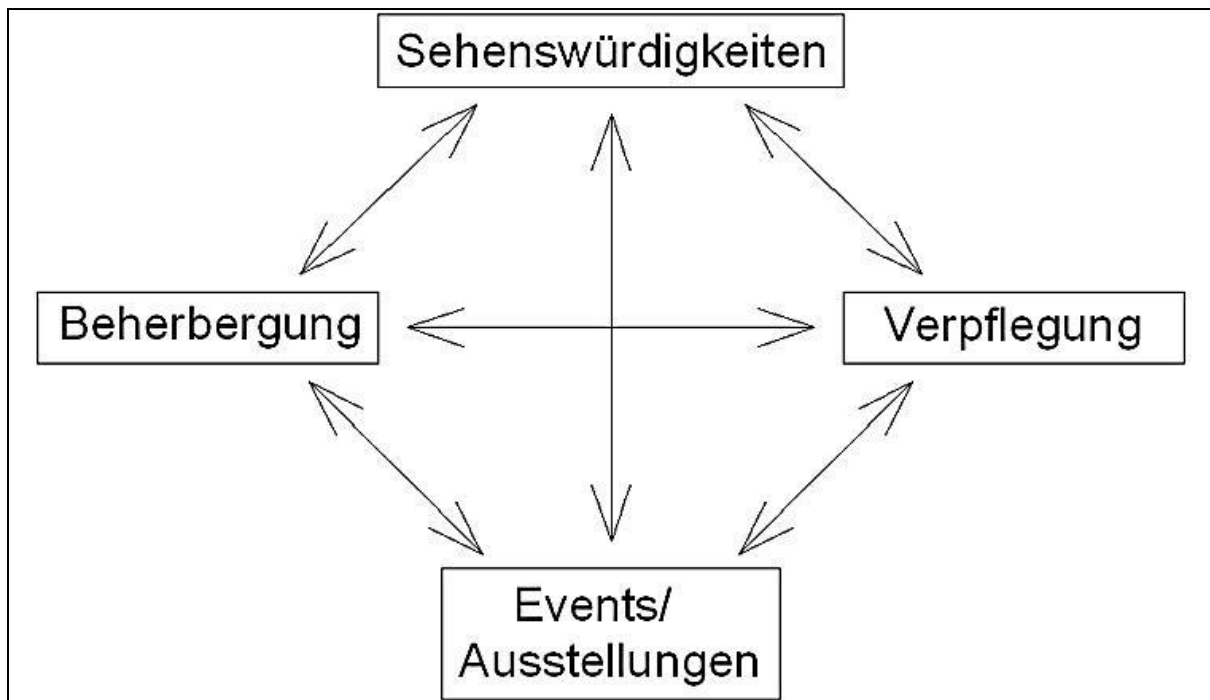 Sehenswürdigkeiten
Beherbergung
Verpflegung
Events/
Ausstellungen